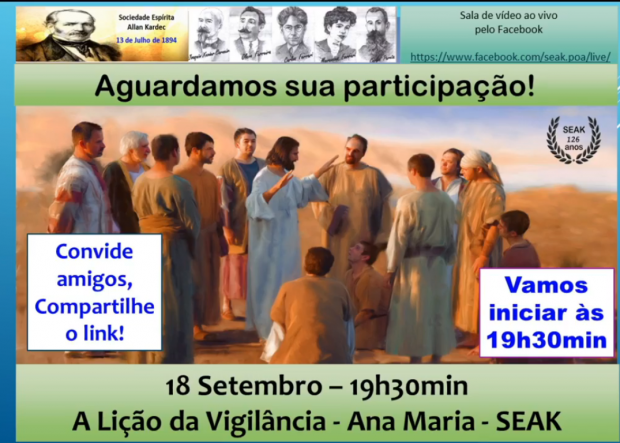 Sociedade Espírita
Allan Kardec
13 de Julho de 1894
Sala de vídeo ao vivo
pelo Facebook
https://www.facebook.com/seak.poa/live/
Aguardamos sua participação!
SEAK
126
anos
Convide
amigos,
Compartilhe
o link!
Vamos
iniciar às
19h30min
18 Setembro – 19h30min
A Lição da Vigilância - Ana Maria - SEAK